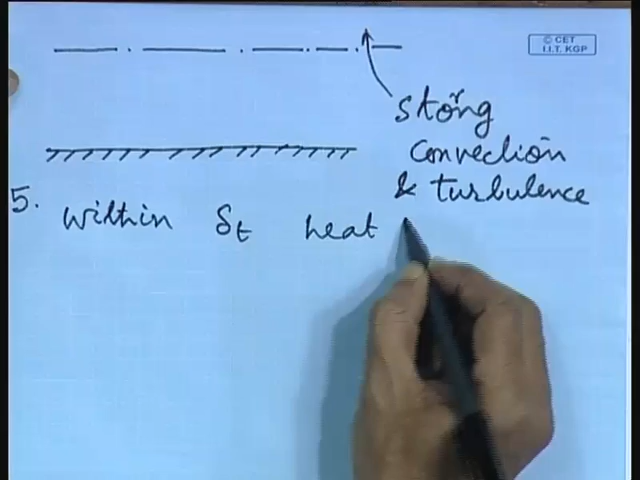 © CET
I.I.T. KGP
Strong
convection
& turbulence
5. within δt heat